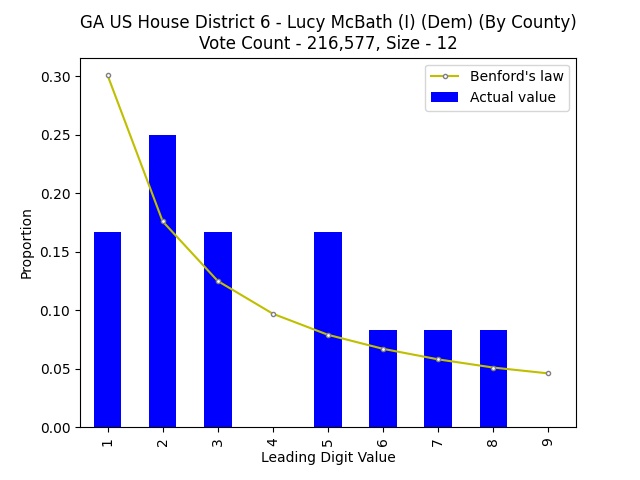 GA US House District 6 - Lucy McBath (I) (Dem) (By County)
Vote Count - 216,577, Size - 12
Benford's law
Actual value
0.30
0.25
0.20
0.15
0.10
0.05
0.00
Proportion
1 2 3 4 5 6 7 8 9
Leading Digit Value